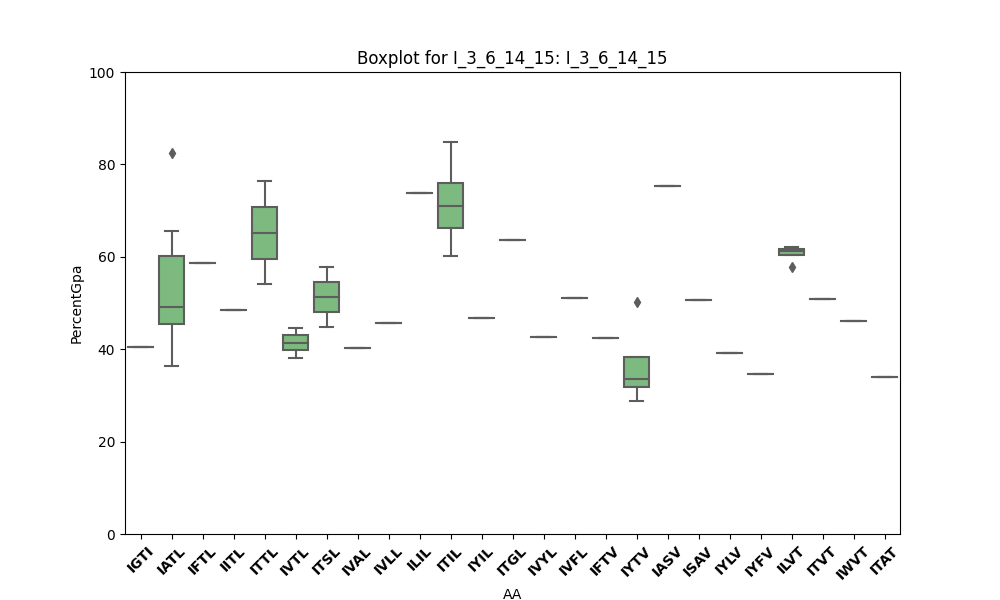 Boxplot for I_3_6_14_15: I_3_6_14_15
100
80
60
40
20
0
PercentGpa
IGTI
IATL
IFTL
IITL
ITTL
IVTL
ITSL
IVAL
IVLL
ILIL
ITIL
IYIL
ITGL
IVYL
IVFL
IFTV
IYTV
IASV
ISAV
IYLV
IYFV
ILVT
ITVT
IWVT
ITAT
AA